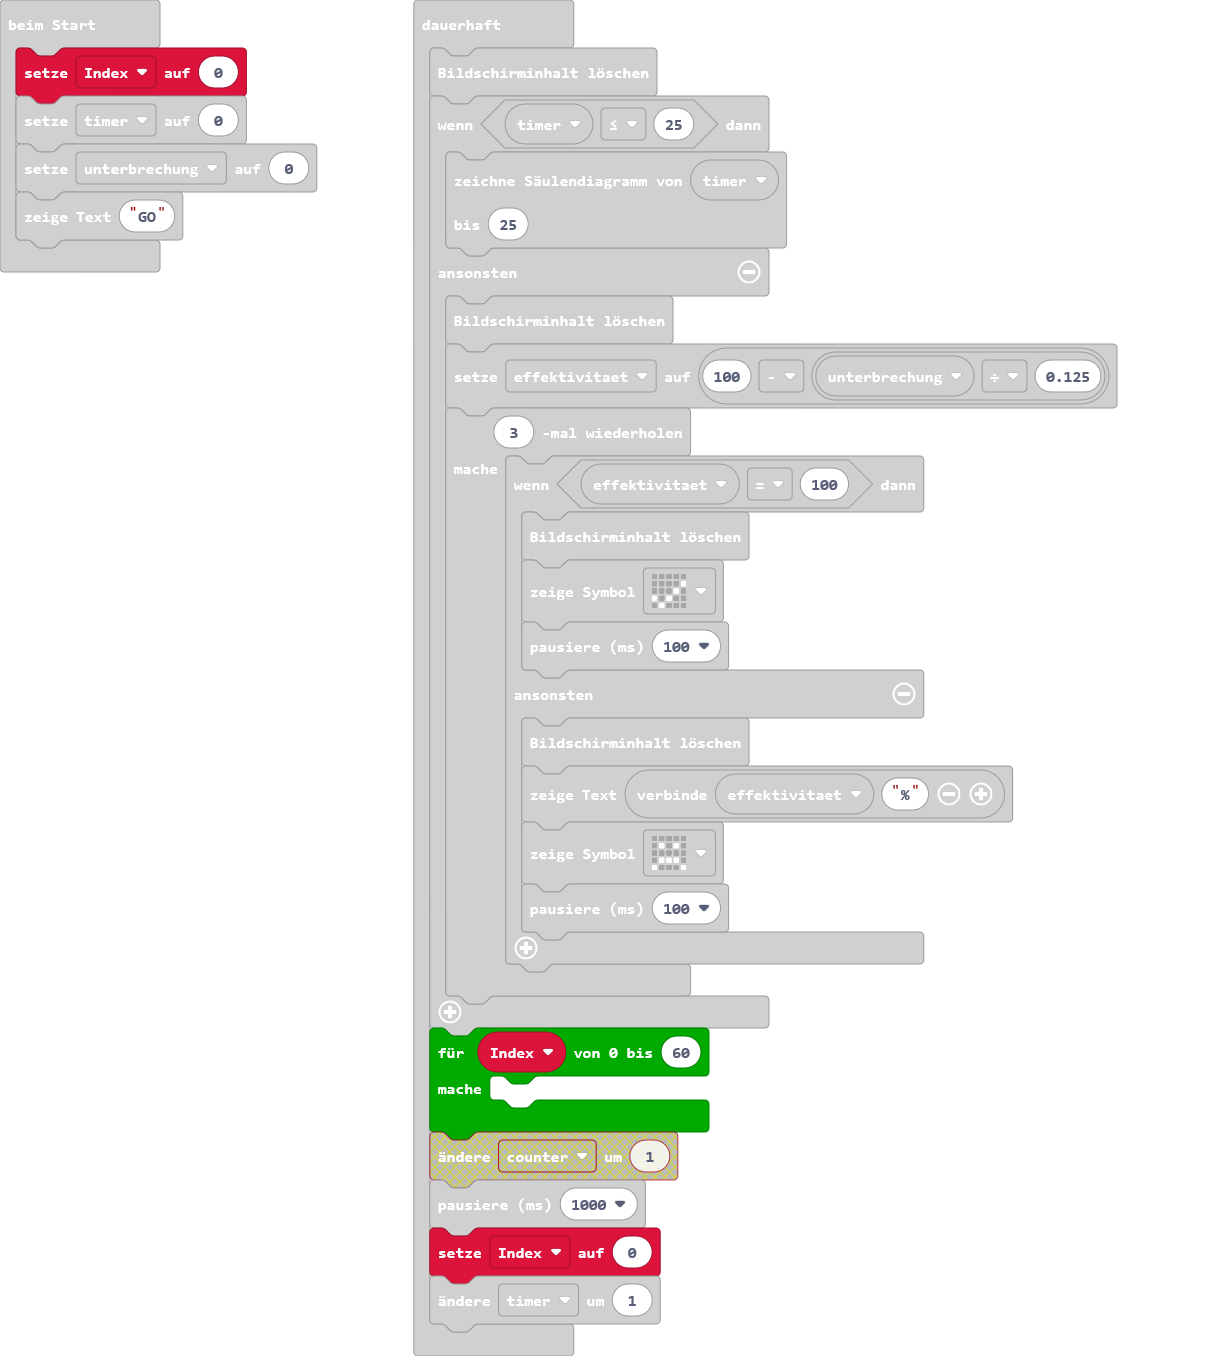 beim Start
setze Index auf 0
setze timer auf 0
setze unterbrechung auf 0
zeige Text "GO"
dauerhaft
Bildschirminhalt löschen
wenn timer ≤ 25 dann
zeichne Säulendiagramm von timer
bis 25
ansonsten
Bildschirminhalt löschen
setze effektivitaet auf 100 - unterbrechung ÷ 0.125
3 -mal wiederholen
mache
wenn effektivitaet = 100 dann
Bildschirminhalt löschen
zeige Symbol
pausiere (ms) 100
ansonsten
Bildschirminhalt löschen
zeige Text verbinde effektivitaet "%"
zeige Symbol
pausiere (ms) 100
für Index von 0 bis 60
mache
ändere counter um 1
pausiere (ms) 1000
setze Index auf 0
ändere timer um 1